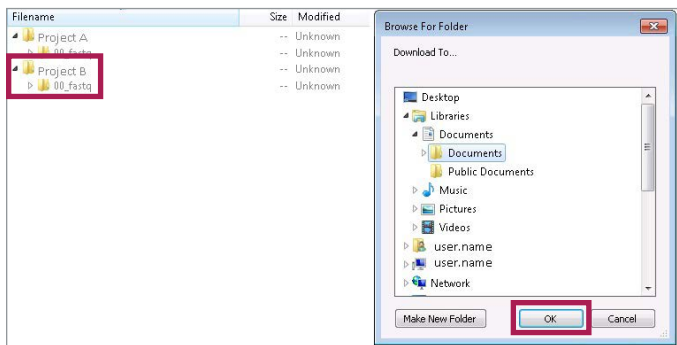 Filename Size Modified
Project A -- Unknown
00_fastq -- Unknown
Project B -- Unknown
00_fastq -- Unknown
Browse For Folder
Download To...
Desktop
Libraries
Documents
Documents
Public Documents
Music
Pictures
Videos
user.name
user.name
Network
Make New Folder OK Cancel